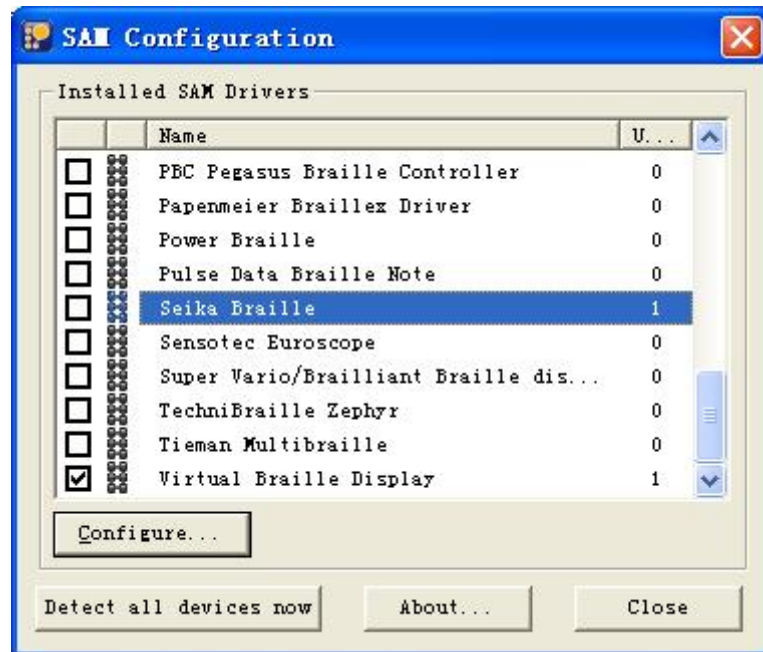 SAM Configuration
Installed SAM Drivers
Name U...
PBC Pegasus Braille Controller 0
Papenmeier Braillex Driver 0
Power Braille 0
Pulse Data Braille Note 0
Seika Braille 1
Sensotec Euroscope 0
Super Vario/Brailliant Braille dis... 0
TechniBraille Zephyr 0
Tieman Multibraille 0
Virtual Braille Display 1
Configure...
Detect all devices now About... Close